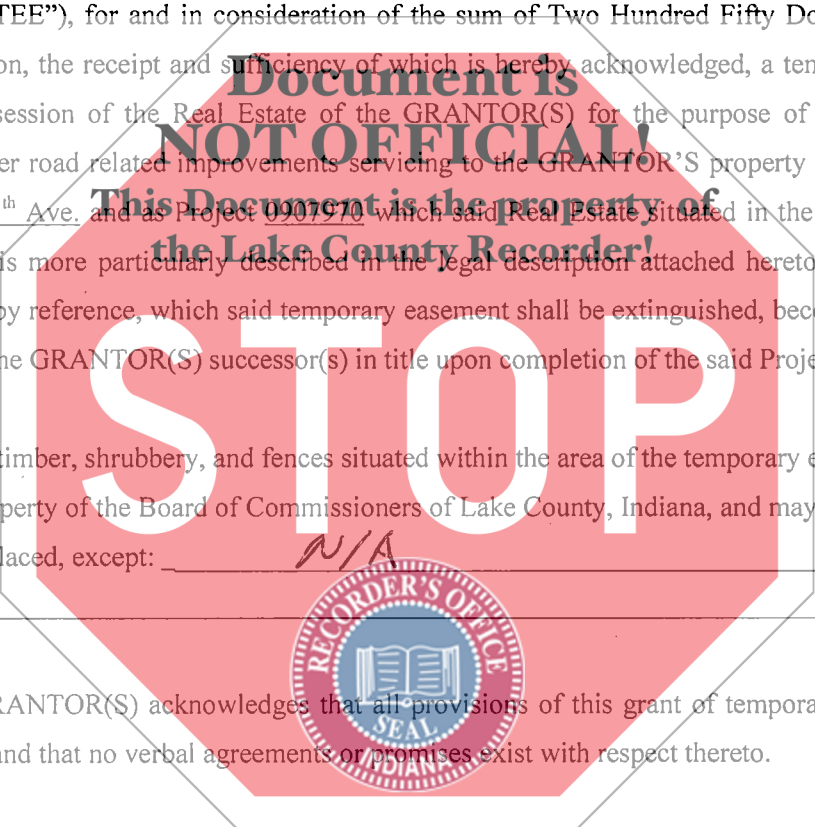 TEE”), for and in consideration of the sum of Two Hundred Fifty Do
on, the receipt and sufficiency of which is hereby acknowledged, a ten
Document is
session of the Real Estate of the GRANTOR(S) for the purpose of
NOT OFFICIAL!
er road related improvements servicing to the GRANTOR’S property
This Document is the property of
th Ave. and as Project 0907970 which said Real Estate situated in the
the Lake County Recorder!
is more particularly described in the legal description attached hereto
by reference, which said temporary easement shall be extinguished, bec
he GRANTOR(S) successor(s) in title upon completion of the said Proje
STOP
timber, shrubbery, and fences situated within the area of the temporary e
perty of the Board of Commissioners of Lake County, Indiana, and may
laced, except: N/A
RECORDER'S OFFICE
RANTOR(S) acknowledges that all provisions of this grant of tempora
SEAL
and that no verbal agreements or promises exist with respect thereto.
INDIANA